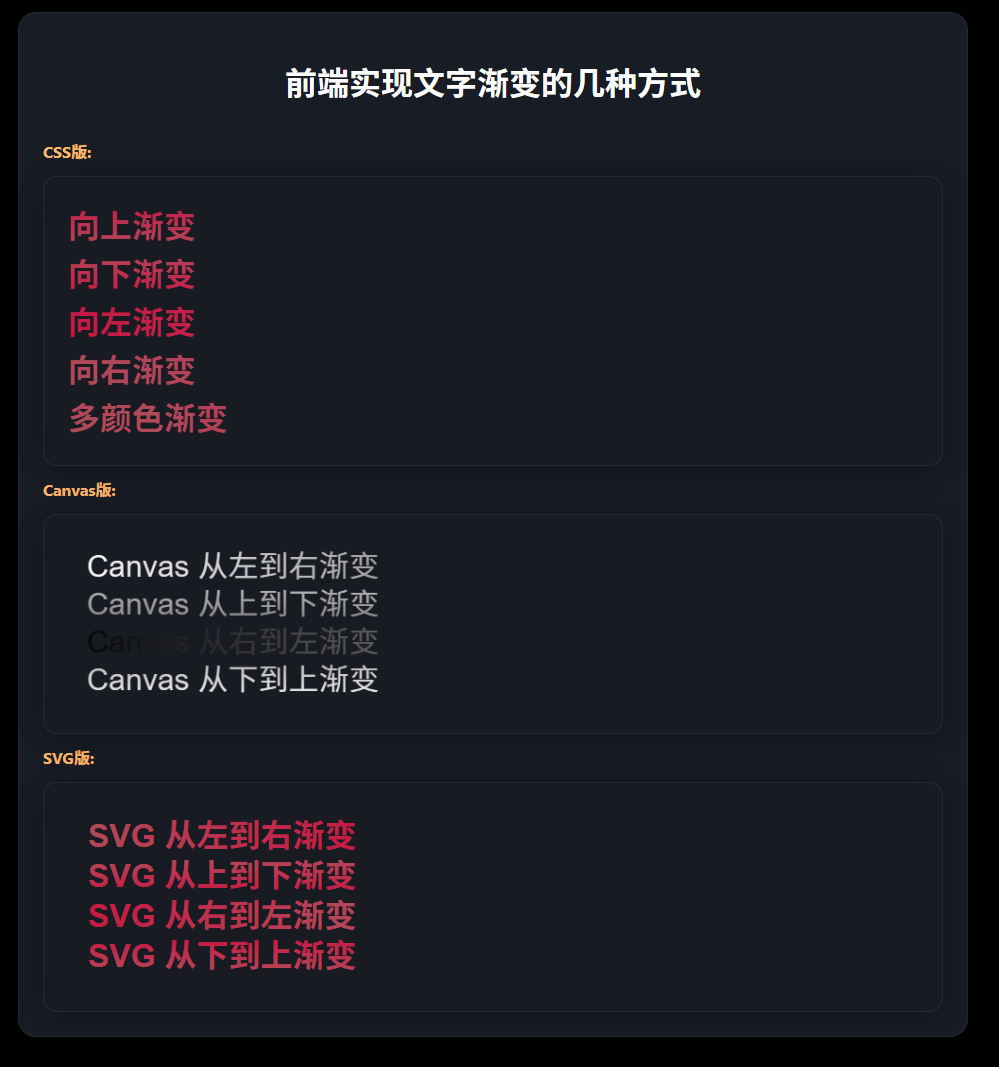 前端实现文字渐变的几种方式
CSS版:
向上渐变
向下渐变
向左渐变
向右渐变
多颜色渐变
Canvas版:
Canvas 从左到右渐变
Canvas 从上到下渐变
Canvas 从右到左渐变
Canvas 从下到上渐变
SVG版:
SVG 从左到右渐变
SVG 从上到下渐变
SVG 从右到左渐变
SVG 从下到上渐变